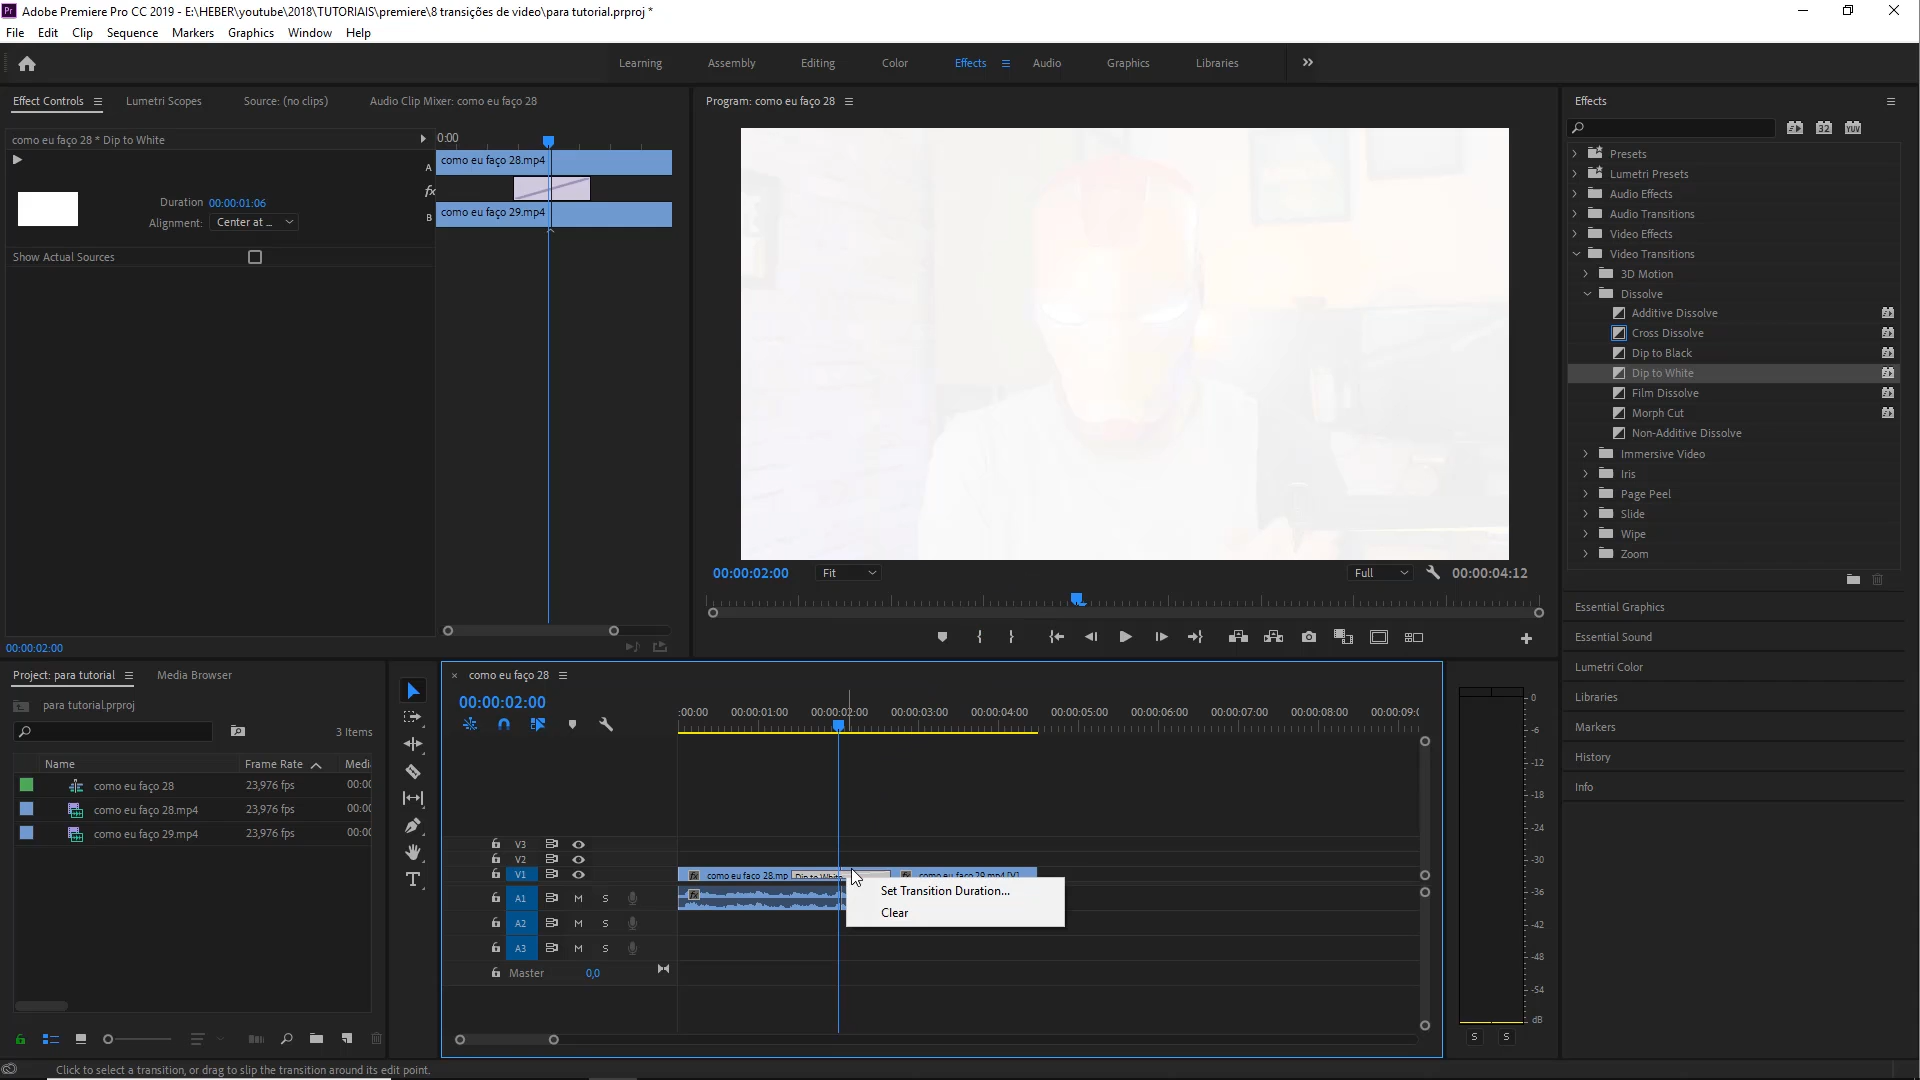 Adobe Premiere Pro CC 2019 - E:\HEBER\youtube\2018\TUTORIAIS\premiere\8 transições de video\para tutorial.prproj *
File Edit Clip Sequence Markers Graphics Window Help
Learning Assembly Editing Color Effects Audio Graphics Libraries
Effect Controls Lumetri Scopes Source: (no clips) Audio Clip Mixer: como eu faço 28
Program: como eu faço 28
Effects
como eu faço 28 * Dip to White
0:00
A
como eu faço 28.mp4
fx
B
como eu faço 29.mp4
Duration 00:00:01:06
Alignment: Center at ...
Show Actual Sources
00:00:02:00
00:00:02:00 Fit Full 00:00:04:12
32 YUV
Presets
Lumetri Presets
Audio Effects
Audio Transitions
Video Effects
Video Transitions
3D Motion
Dissolve
Additive Dissolve
Cross Dissolve
Dip to Black
Dip to White
Film Dissolve
Morph Cut
Non-Additive Dissolve
Immersive Video
Iris
Page Peel
Slide
Wipe
Zoom
Essential Graphics
Essential Sound
Lumetri Color
Libraries
Markers
History
Info
Project: para tutorial Media Browser
para tutorial.prproj
3 Items
Name Frame Rate Medi
como eu faço 28 23,976 fps 00:0
como eu faço 28.mp4 23,976 fps 00:0
como eu faço 29.mp4 23,976 fps 00:0
como eu faço 28
00:00:02:00
:00:00 00:00:01:00 00:00:02:00 00:00:03:00 00:00:04:00 00:00:05:00 00:00:06:00 00:00:07:00 00:00:08:00 00:00:09:0
V3
V2
V1 como eu faço 28.mp Dip to White como eu faço 29.mp4 [V]
A1 M S
A2 M S
A3 M S
Master 0,0
Set Transition Duration...
Clear
0
-6
-12
-18
-24
-30
-36
-42
-48
-54
dB
S S
Click to select a transition, or drag to slip the transition around its edit point.